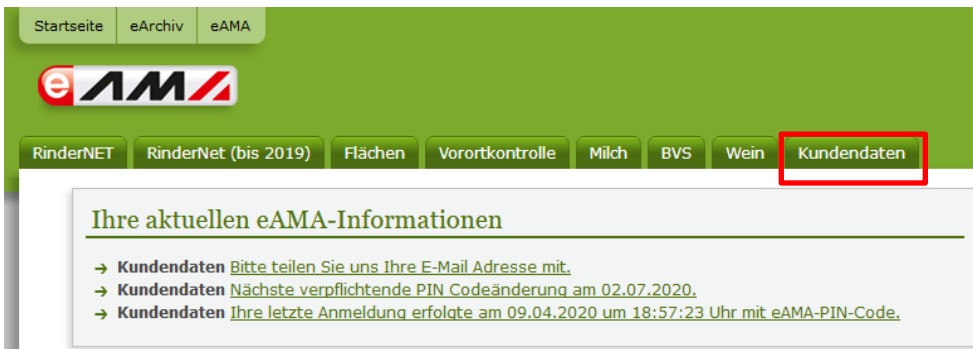 Startseite eArchiv eAMA
e AMA
RinderNET RinderNet (bis 2019) Flächen Vorortkontrolle Milch BVS Wein Kundendaten
Ihre aktuellen eAMA-Informationen
→ Kundendaten Bitte teilen Sie uns Ihre E-Mail Adresse mit.
→ Kundendaten Nächste verpflichtende PIN Codeänderung am 02.07.2020.
→ Kundendaten Ihre letzte Anmeldung erfolgte am 09.04.2020 um 18:57:23 Uhr mit eAMA-PIN-Code.